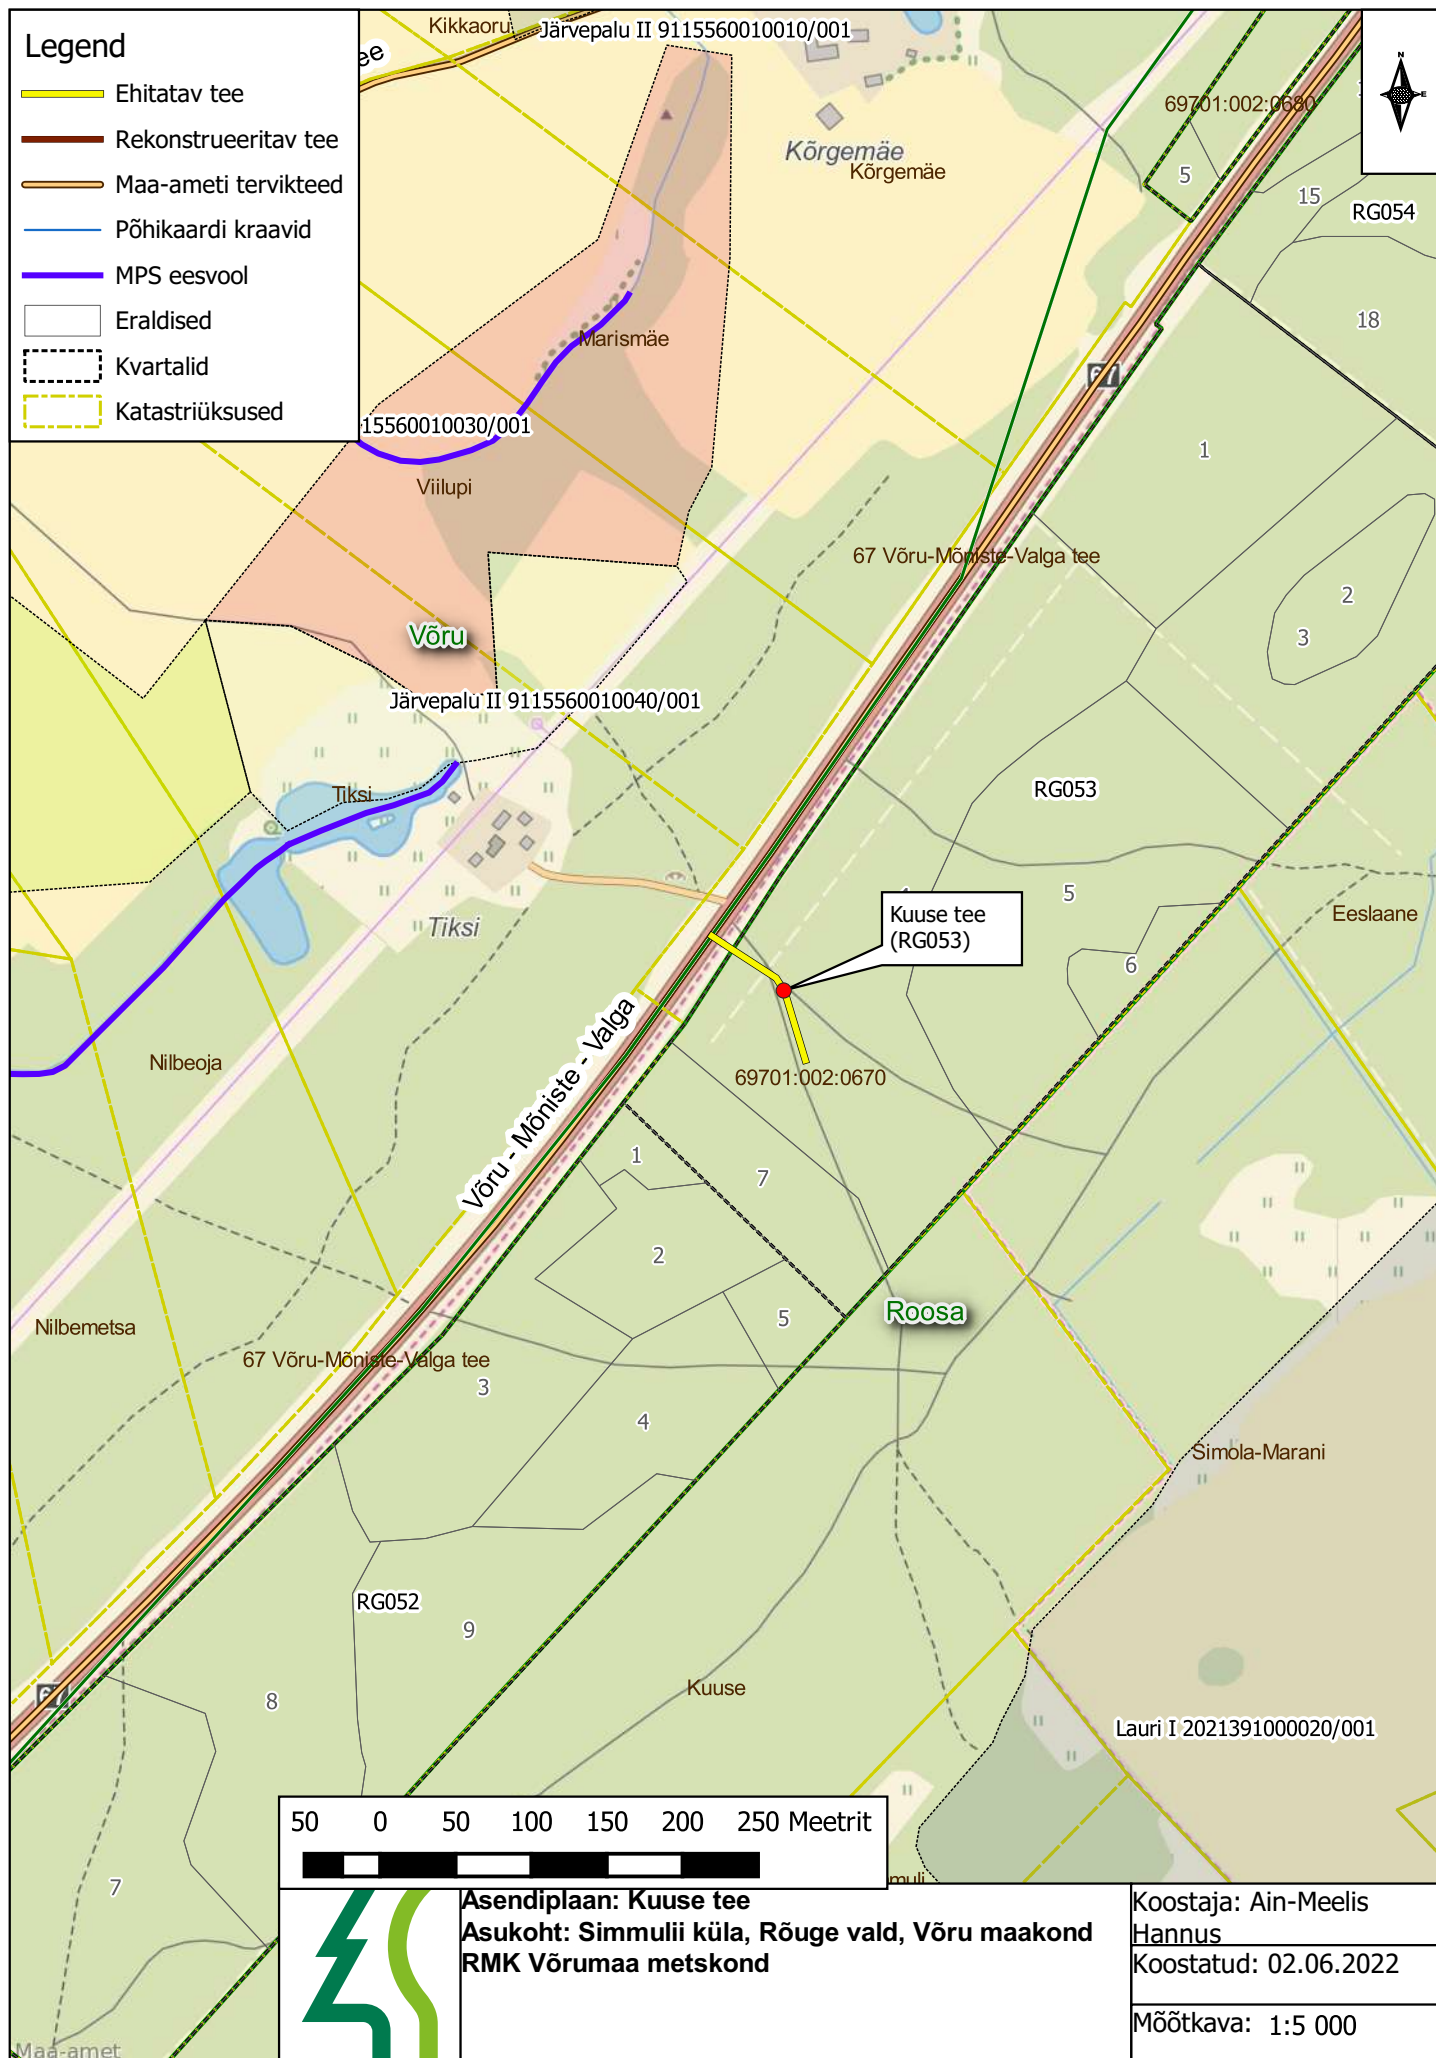 Legend
Ehitatav tee
Rekonstrueeritav tee
Maa-ameti tervikteed
Põhikaardi kraavid
MPS eesvool
Eraldised
Kvartalid
Katastriüksused
Kikkaoru
ee
Järvepalu II 9115560010010/001
N
E
69701:002:0680
Kõrgemäe
Kõrgemäe
5
15
RG054
18
Marismäe
67
15560010030/001
1
Viilupi
67 Võru-Mõniste-Valga tee
2
3
Võru
Järvepalu II 9115560010040/001
Tiksi
RG053
4
5
Kuuse tee
(RG053)
Eeslaane
Tiksi
6
Võru - Mõniste - Valga
Nilbeoja
69701:002:0670
1
7
2
Nilbemetsa
5
Roosa
67 Võru-Mõniste-Valga tee
3
4
Simola-Marani
RG052
9
Kuuse
67
8
Lauri I 2021391000020/001
7
50 0 50 100 150 200 250 Meetrit
muli
Asendiplaan: Kuuse tee
Asukoht: Simmulii küla, Rõuge vald, Võru maakond
RMK Võrumaa metskond
Koostaja: Ain-Meelis
Hannus
Koostatud: 02.06.2022
Mõõtkava: 1:5 000
Maa-amet